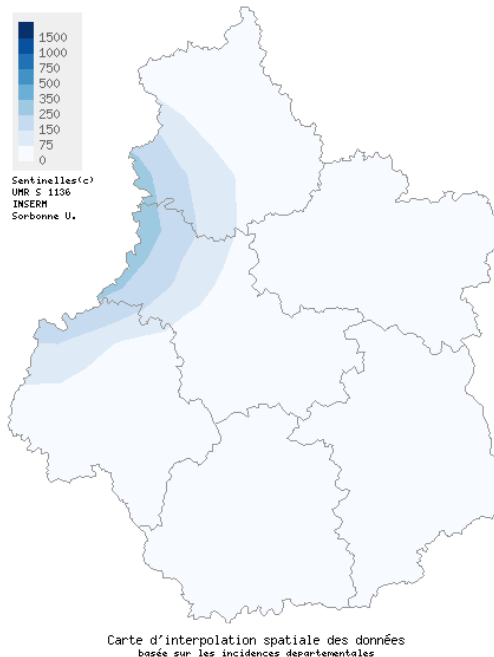 1500
1000
750
500
350
250
150
75
0
Sentinelles(c)
UMR S 1136
INSERM
Sorbonne U.
Carte d'interpolation spatiale des données
basée sur les incidences departementales